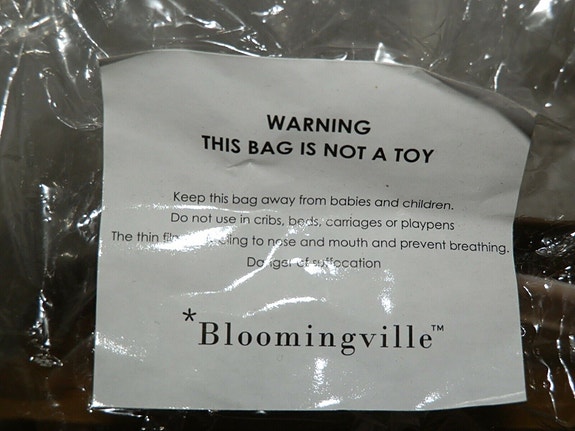 WARNING
THIS BAG IS NOT A TOY
Keep this bag away from babies and children.
Do not use in cribs, beds, carriages or playpens
The thin cling to nose and mouth and prevent breathing.
Danger of suffocation
*Bloomingville™